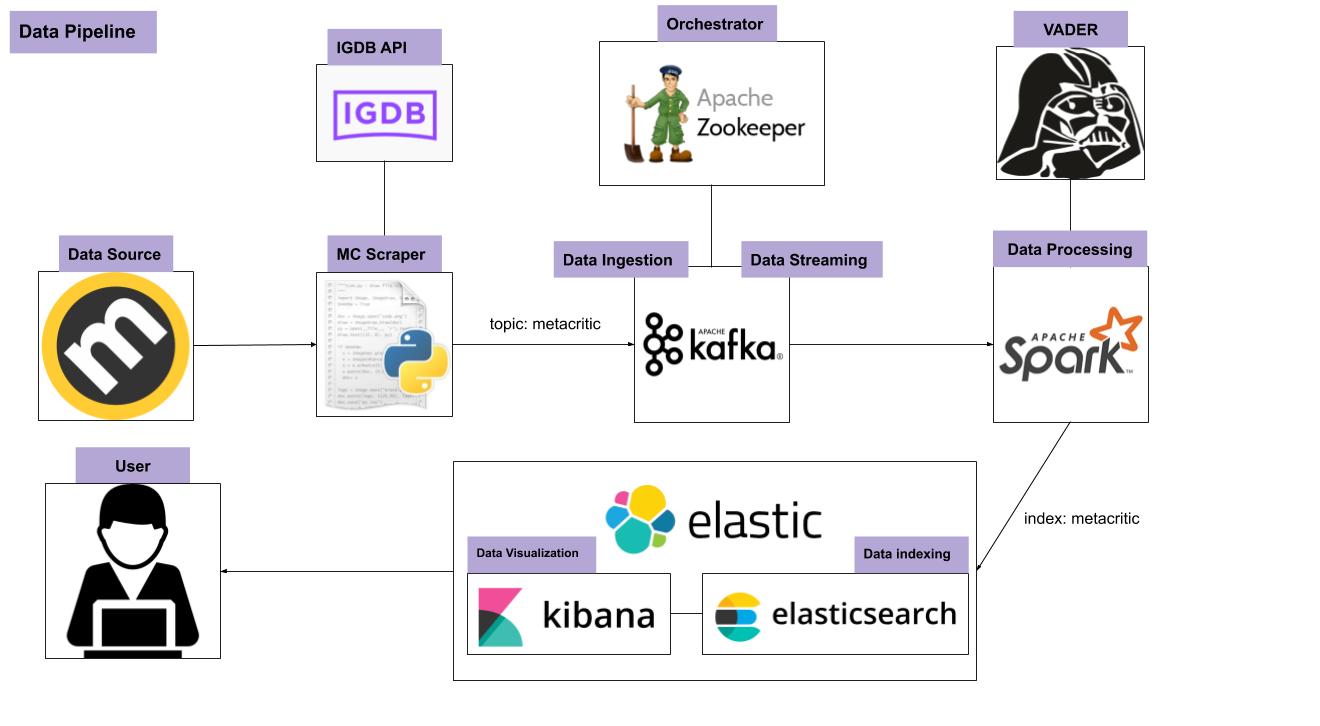 Data Pipeline
IGDB API
IGDB
Orchestrator
Apache
Zookeeper
VADER
Data Source
m
MC Scraper
topic: metacritic
Data Ingestion
Data Streaming
APACHE
kafka®
Data Processing
APACHE
Spark™
User
elastic
index: metacritic
Data Visualization
kibana
Data indexing
elasticsearch